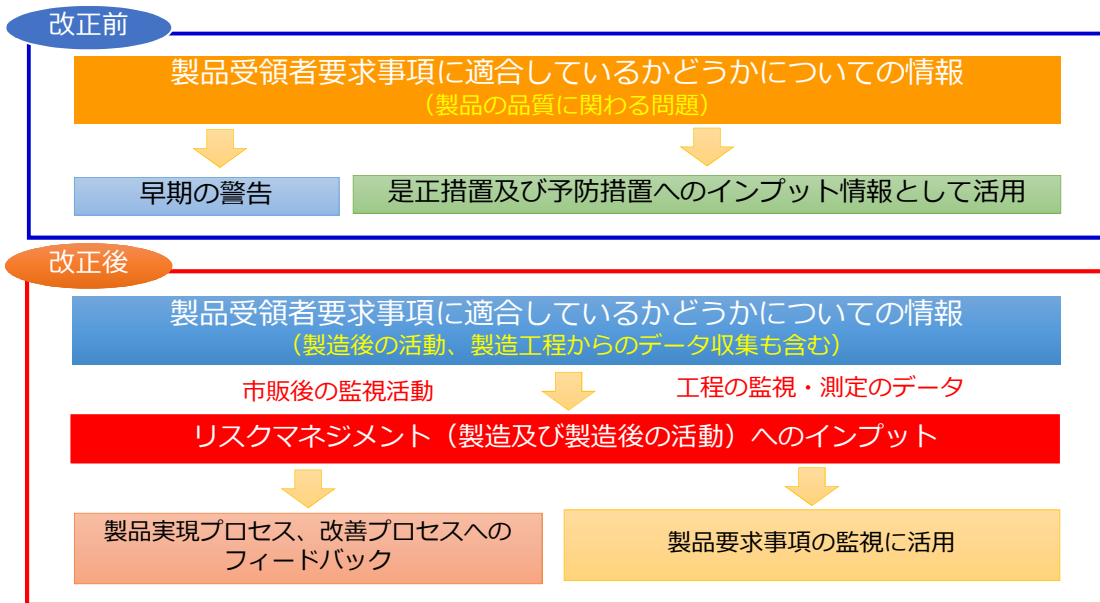 改正前
製品受領者要求事項に適合しているかどうかについての情報
（製品の品質に関わる問題）
早期の警告
是正措置及び予防措置へのインプット情報として活用
改正後
製品受領者要求事項に適合しているかどうかについての情報
（製造後の活動、製造工程からのデータ収集も含む）
市販後の監視活動
工程の監視・測定のデータ
リスクマネジメント（製造及び製造後の活動）へのインプット
製品実現プロセス、改善プロセスへの
フィードバック
製品要求事項の監視に活用